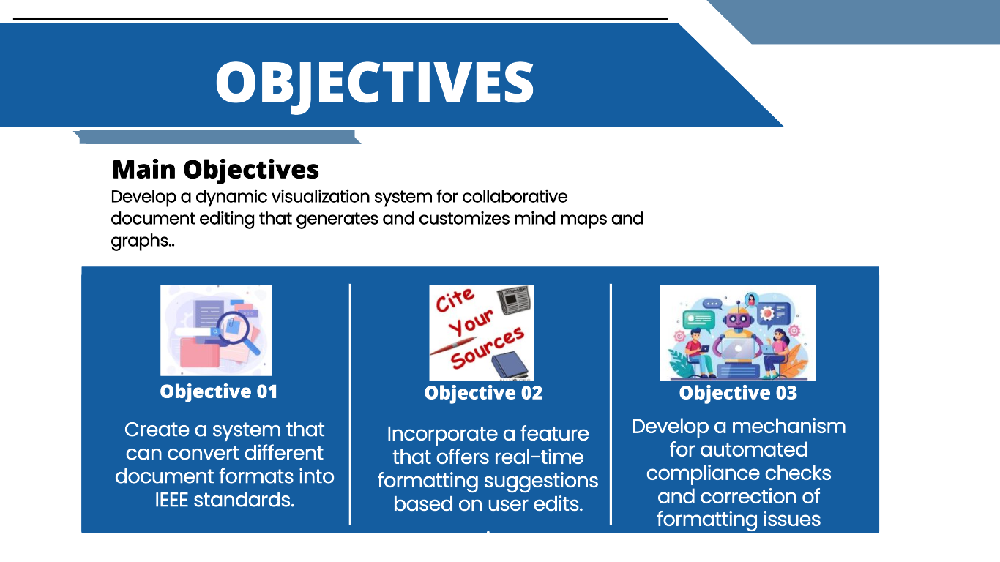 OBJECTIVES
Main Objectives
Develop a dynamic visualization system for collaborative
document editing that generates and customizes mind maps and
graphs..
Cite
Your
Sources
Objective 01
Create a system that
can convert different
document formats into
IEEE standards.
Objective 02
Incorporate a feature
that offers real-time
formatting suggestions
based on user edits.
.
Objective 03
Develop a mechanism
for automated
compliance checks
and correction of
formatting issues